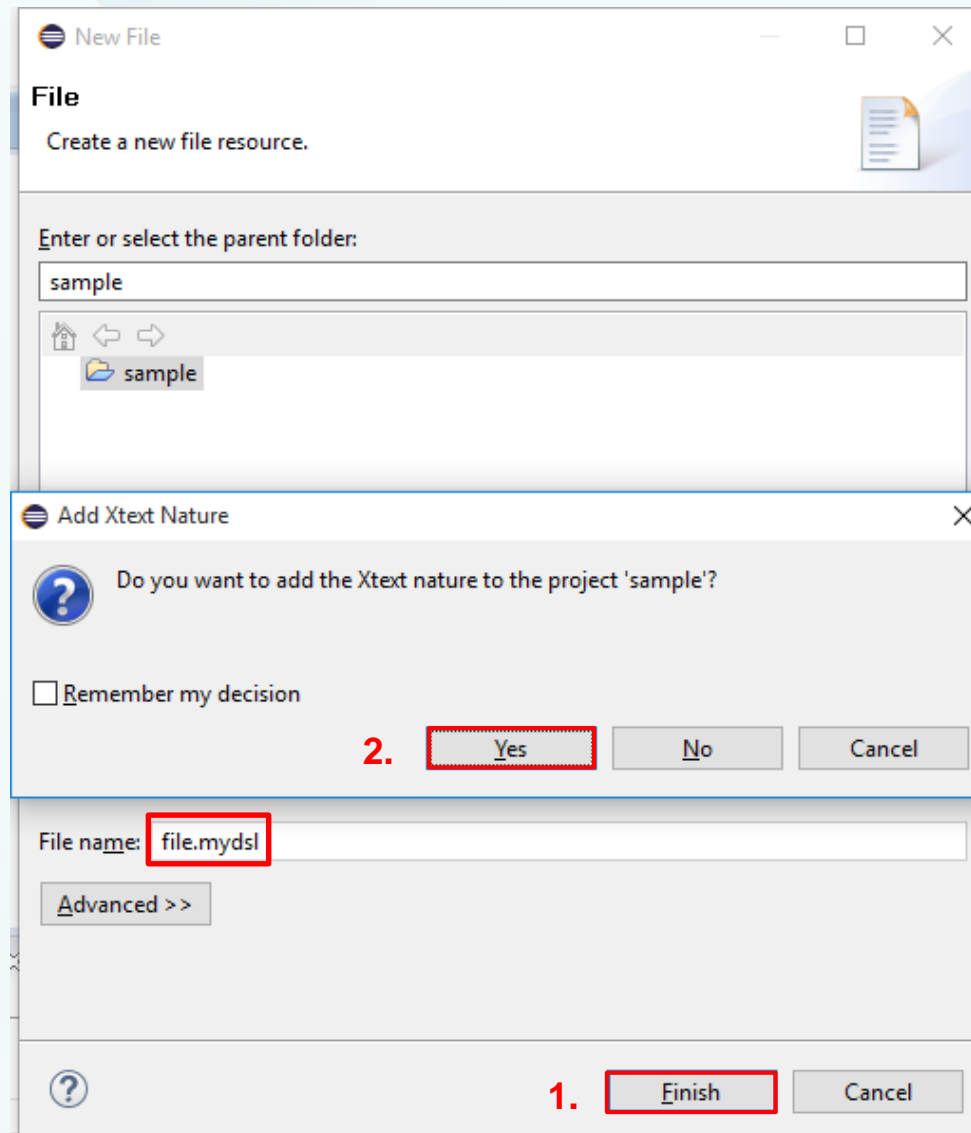 New File
File
Create a new file resource.
Enter or select the parent folder:
sample
sample
Add Xtext Nature
Do you want to add the Xtext nature to the project 'sample'?
Remember my decision
2. Yes No Cancel
File name: file.mydsl
Advanced >>
1. Finish Cancel